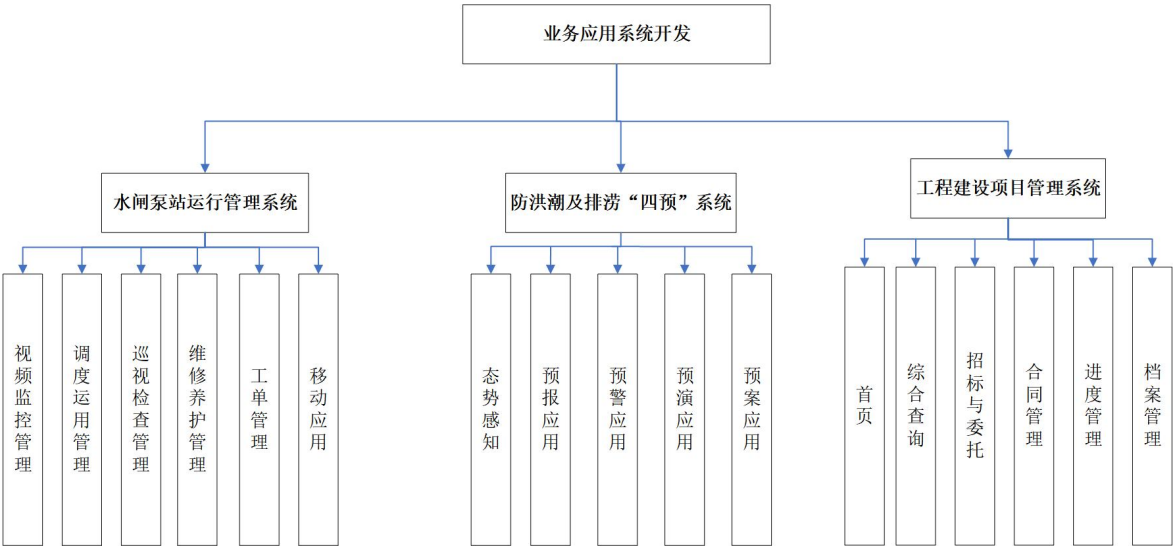 业务应用系统开发
水闸泵站运行管理系统
防洪潮及排涝“四预”系统
工程建设项目管理系统
视频监控管理
调度运用管理
巡视检查管理
维修养护管理
工单管理
移动应用
态势感知
预报应用
预警应用
预演应用
预案应用
首页
综合查询
招标与委托
合同管理
进度管理
档案管理